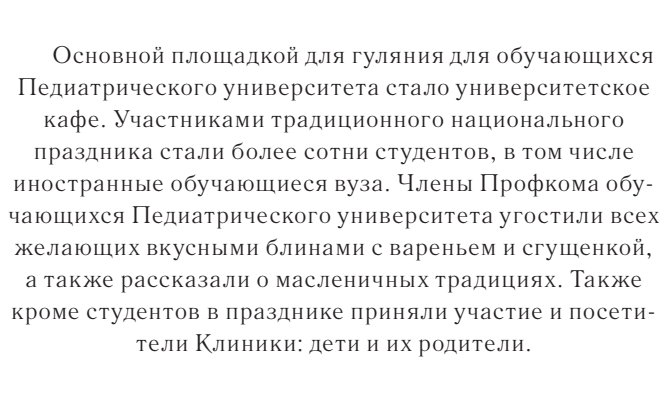 Основной площадкой для гуляния для обучающихся
Педиатрического университета стало университетское
кафе. Участниками традиционного национального
праздника стали более сотни студентов, в том числе
иностранные обучающиеся вуза. Члены Профкома обу-
чающихся Педиатрического университета угостили всех
желающих вкусными блинами с вареньем и сгущенкой,
а также рассказали о масленичных традициях. Также
кроме студентов в празднике приняли участие и посети-
тели Клиники: дети и их родители.